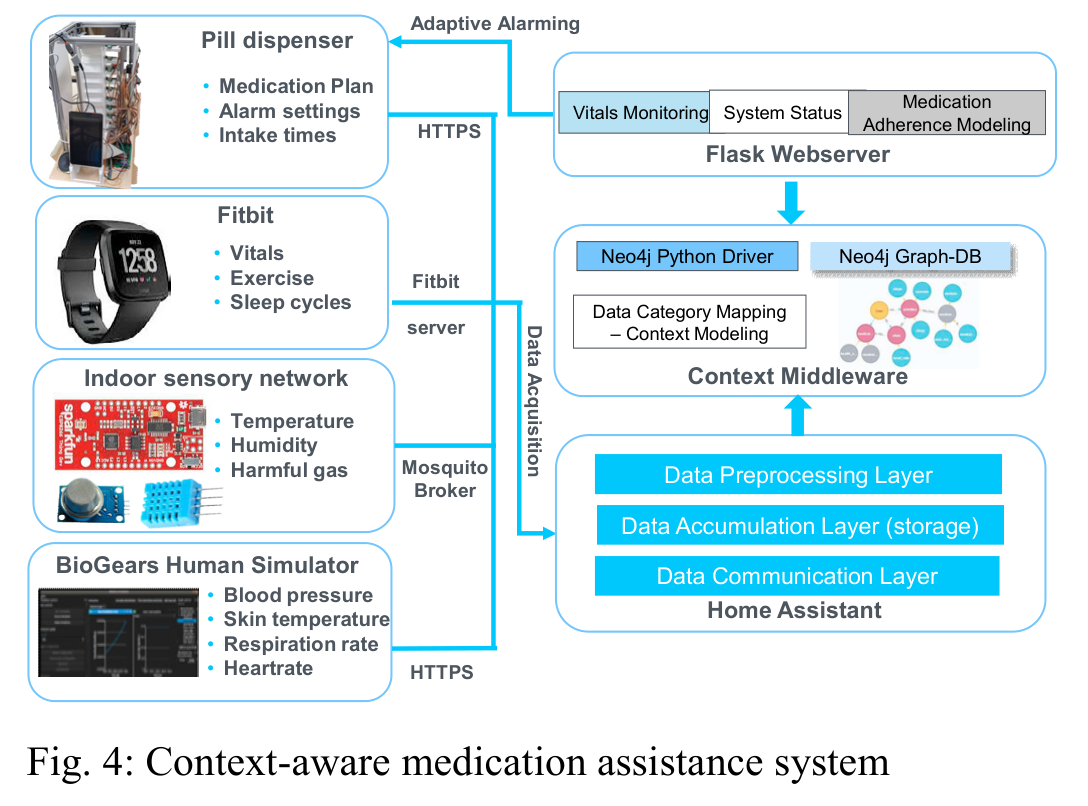 Adaptive Alarming
Pill dispenser
• Medication Plan
• Alarm settings
• Intake times
HTTPS
Vitals Monitoring
System Status
Medication
Adherence Modeling
Flask Webserver
Fitbit
• Vitals
• Exercise
• Sleep cycles
Fitbit
server
12:58
Neo4j Python Driver
Neo4j Graph-DB
Data Category Mapping
– Context Modeling
Context Middleware
Data Acquisition
Indoor sensory network
• Temperature
• Humidity
• Harmful gas
sparkfun
Mosquito
Broker
Data Preprocessing Layer
Data Accumulation Layer (storage)
Data Communication Layer
Home Assistant
BioGears Human Simulator
• Blood pressure
• Skin temperature
• Respiration rate
• Heartrate
HTTPS
Fig. 4: Context-aware medication assistance system